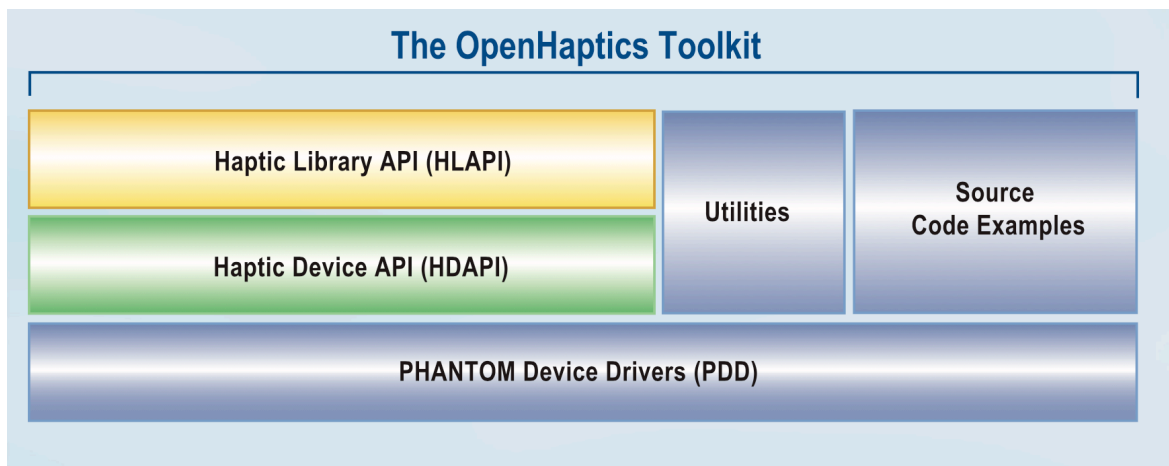 The OpenHaptics Toolkit
Haptic Library API (HLAPI)
Haptic Device API (HDAPI)
Utilities
Source
Code Examples
PHANTOM Device Drivers (PDD)